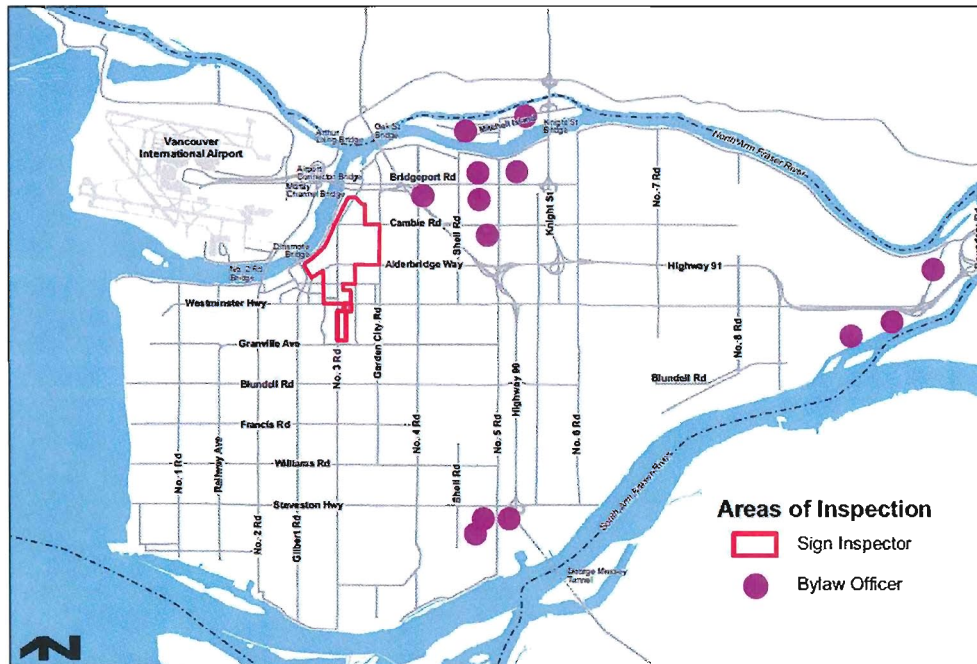 North Arm Fraser River
Mitchell Island
Knight St
Bridge
Oak St
Bridge
Arthur
Laing Bridge
Vancouver
International Airport
Airport
Connector Bridge
Moray
Channel Bridge
Bridgeport Rd
No. 7 Rd
Cambie Rd
Shell Rd
Knight St
Dinsmore
Bridge
No. 2 Rd
Bridge
Alderbridge Way
Highway 91
Westminster Hwy
Garden City Rd
No. 8 Rd
Granville Ave
No. 3 Rd
Blundell Rd
Blundell Rd
Highway 99
Francis Rd
No. 4 Rd
No. 5 Rd
No. 6 Rd
Williams Rd
No. 1 Rd
Railway Ave
Shell Rd
Steveston Hwy
No. 2 Rd
Gilbert Rd
South Arm Fraser River
George Massey
Tunnel
Areas of Inspection
Sign Inspector
Bylaw Officer
N